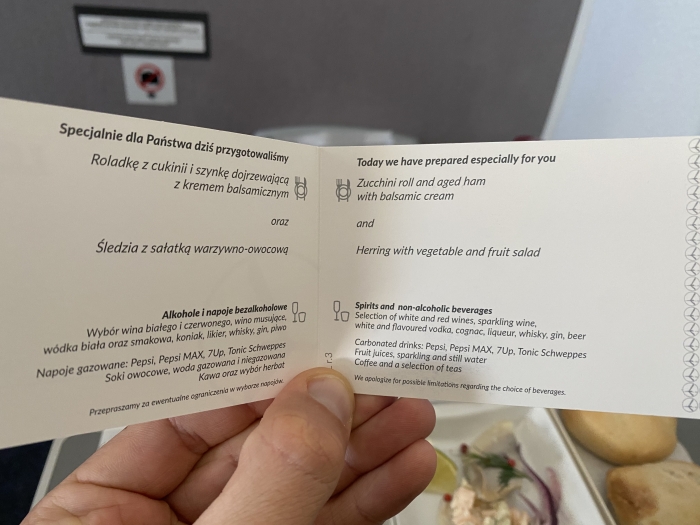 Specjalnie dla Państwa dziś przygotowaliśmy
Roladkę z cukinii i szynkę dojrzewającą
z kremem balsamicznym
oraz
Śledzia z sałatką warzywno-owocową
Alkohole i napoje bezalkoholowe
Wybór wina białego i czerwonego, wino musujące,
wódka biała oraz smakowa, koniak, likier, whisky, gin, piwo
Napoje gazowane: Pepsi, Pepsi MAX, 7Up, Tonic Schweppes
Soki owocowe, woda gazowana i niegazowana
Kawa oraz wybór herbat
Przepraszamy za ewentualne ograniczenia w wyborze napojów.
Today we have prepared especially for you
Zucchini roll and aged ham
with balsamic cream
and
Herring with vegetable and fruit salad
Spirits and non-alcoholic beverages
Selection of white and red wines, sparkling wine,
white and flavoured vodka, cognac, liqueur, whisky, gin, beer
Carbonated drinks: Pepsi, Pepsi MAX, 7Up, Tonic Schweppes
Fruit juices, sparkling and still water
Coffee and a selection of teas
We apologize for possible limitations regarding the choice of beverages.